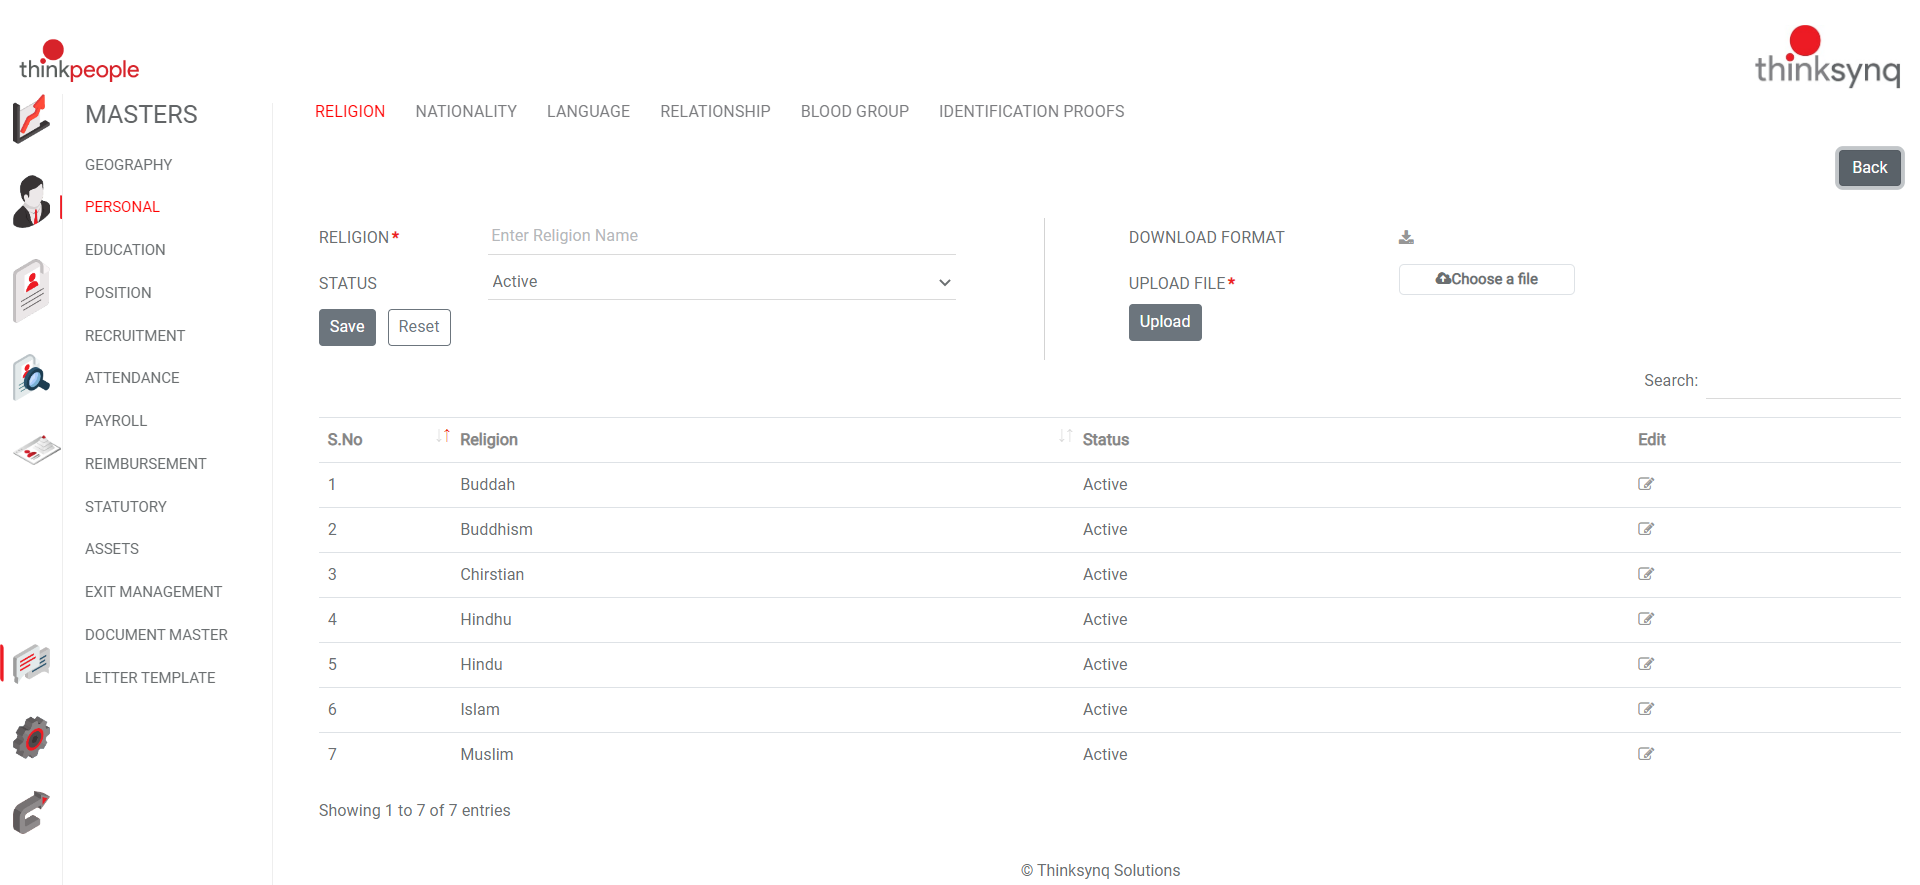 thinkpeople
thinksynq
MASTERS
GEOGRAPHY
PERSONAL
EDUCATION
POSITION
RECRUITMENT
ATTENDANCE
PAYROLL
REIMBURSEMENT
STATUTORY
ASSETS
EXIT MANAGEMENT
DOCUMENT MASTER
LETTER TEMPLATE
RELIGION NATIONALITY LANGUAGE RELATIONSHIP BLOOD GROUP IDENTIFICATION PROOFS
Back
RELIGION* Enter Religion Name
STATUS Active
Save Reset
DOWNLOAD FORMAT
UPLOAD FILE* Choose a file
Upload
Search:
S.No Religion Status Edit
1 Buddah Active
2 Buddhism Active
3 Chirstian Active
4 Hindhu Active
5 Hindu Active
6 Islam Active
7 Muslim Active
Showing 1 to 7 of 7 entries
© Thinksynq Solutions